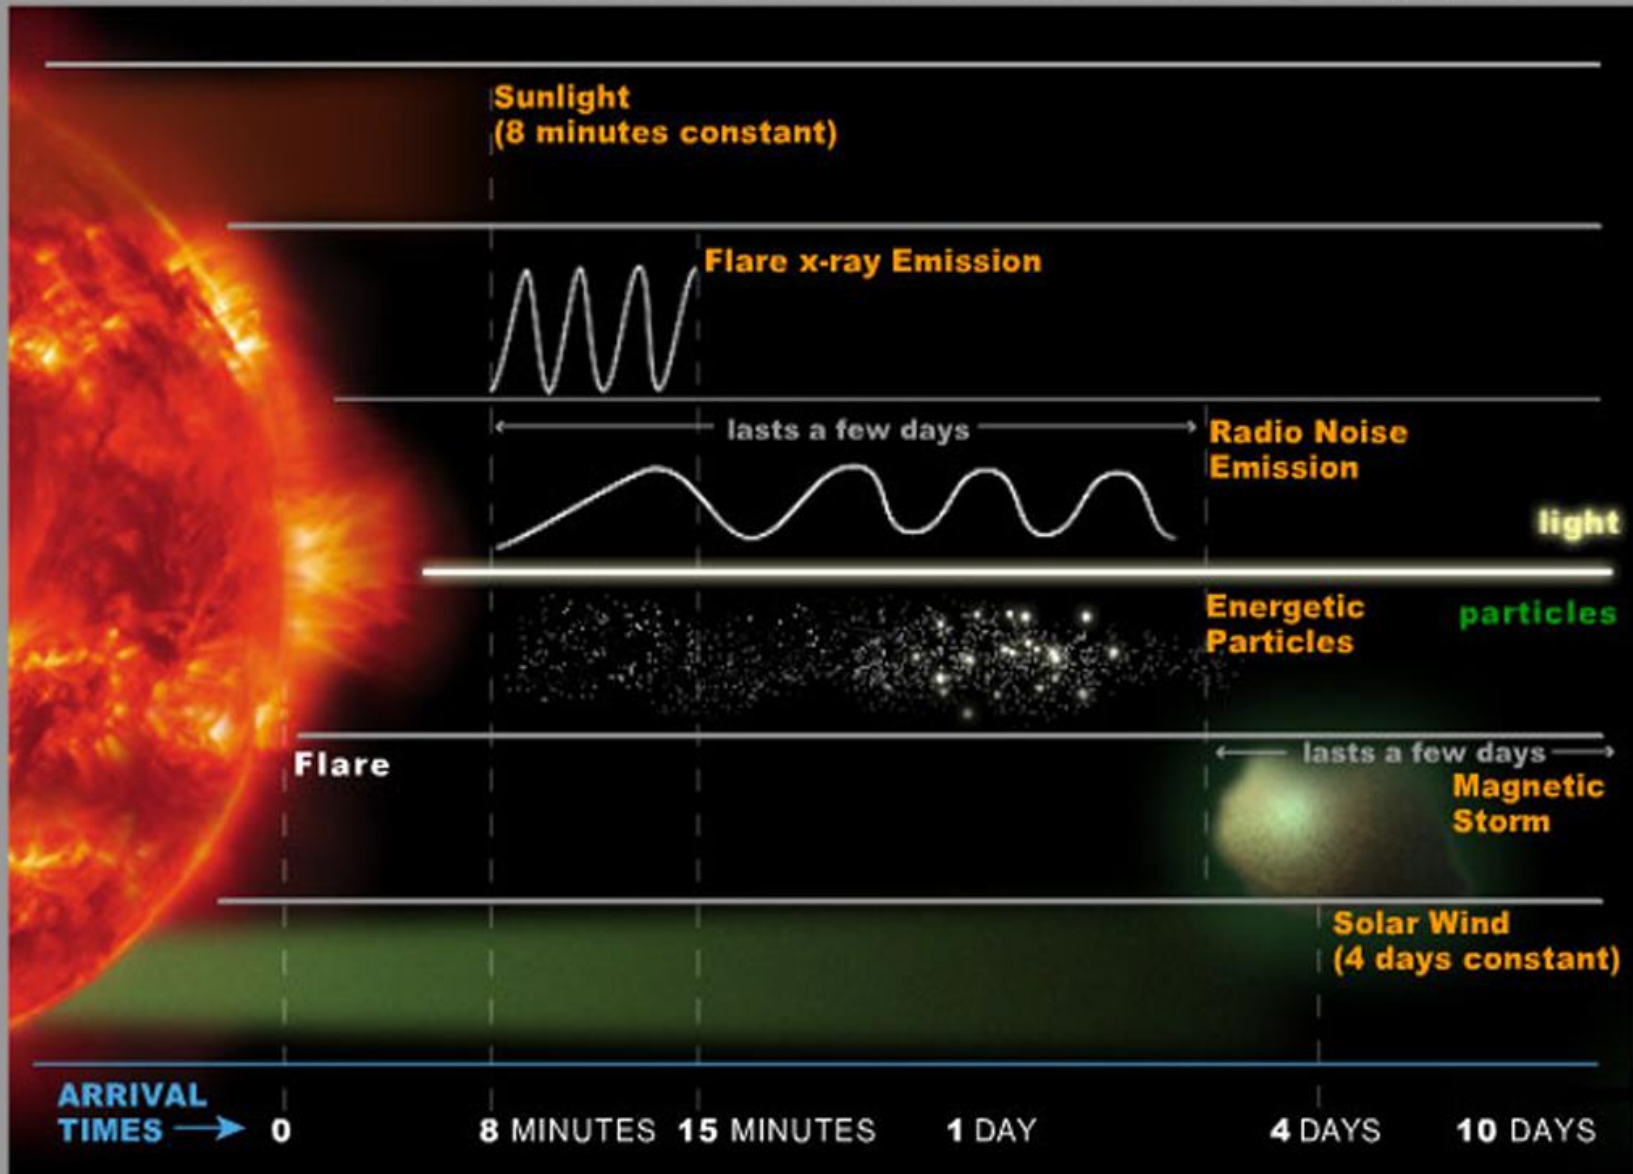 Sunlight
(8 minutes constant)
Flare x-ray Emission
lasts a few days
Radio Noise
Emission
light
Energetic
Particles
particles
Flare
lasts a few days
Magnetic
Storm
Solar Wind
(4 days constant)
ARRIVAL
TIMES
0
8 MINUTES
15 MINUTES
1 DAY
4 DAYS
10 DAYS